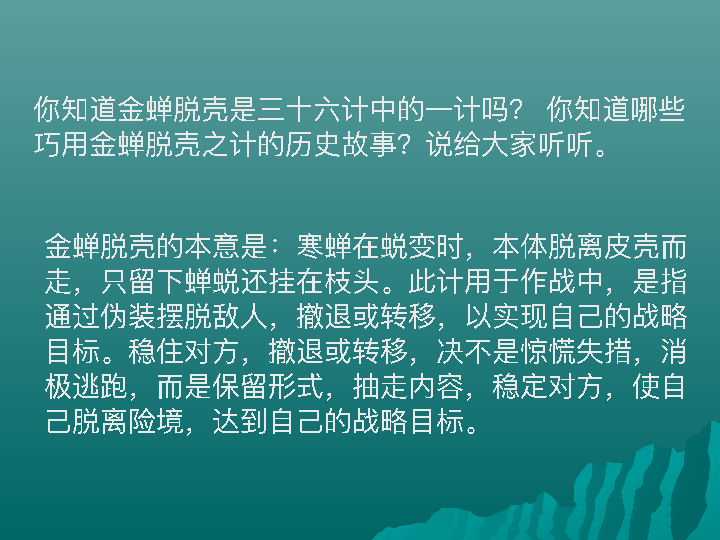 你知道金蝉脱壳是三十六计中的一计吗？ 你知道哪些
巧用金蝉脱壳之计的历史故事？说给大家听听。
金蝉脱壳的本意是：寒蝉在蜕变时，本体脱离皮壳而
走，只留下蝉蜕还挂在枝头。此计用于作战中，是指
通过伪装摆脱敌人，撤退或转移，以实现自己的战略
目标。稳住对方，撤退或转移，决不是惊慌失措，消
极逃跑，而是保留形式，抽走内容，稳定对方，使自
己脱离险境，达到自己的战略目标。